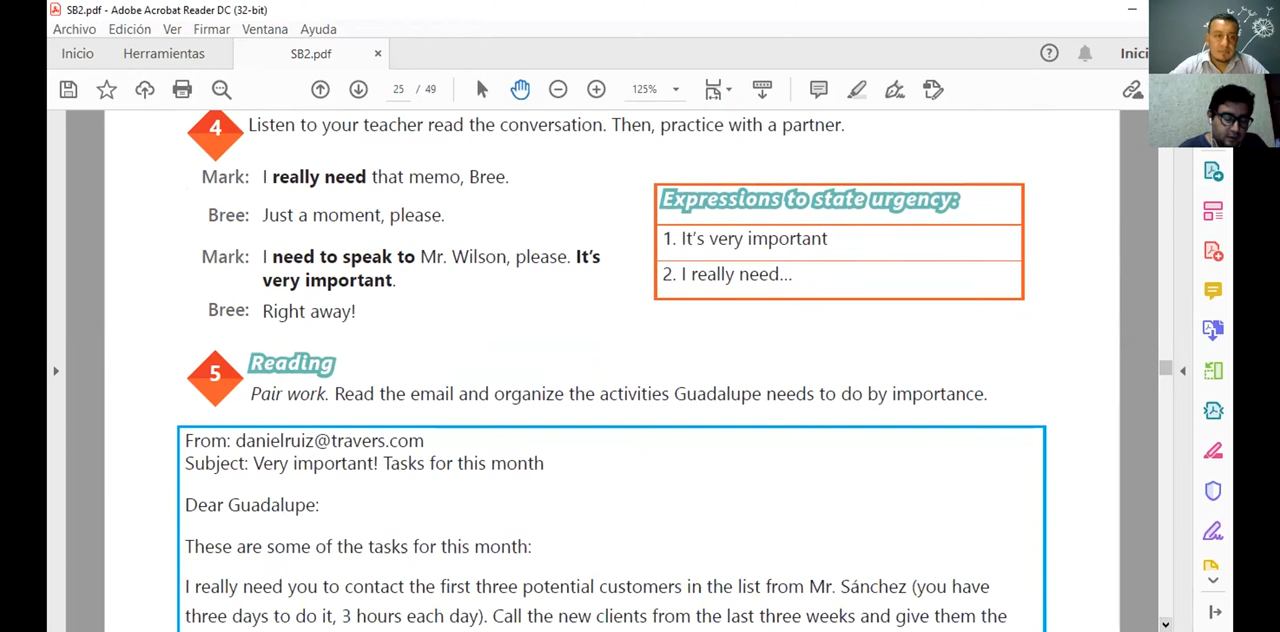 SB2.pdf - Adobe Acrobat Reader DC (32-bit)
Archivo Edición Ver Firmar Ventana Ayuda
Inicio Herramientas SB2.pdf Inici
25 / 49 125%
4 Listen to your teacher read the conversation. Then, practice with a partner.
Mark: I really need that memo, Bree.
Bree: Just a moment, please.
Mark: I need to speak to Mr. Wilson, please. It's
very important.
Bree: Right away!
Expressions to state urgency:
1. It's very important
2. I really need...
5 Reading
Pair work. Read the email and organize the activities Guadalupe needs to do by importance.
From: danielruiz@travers.com
Subject: Very important! Tasks for this month
Dear Guadalupe:
These are some of the tasks for this month:
I really need you to contact the first three potential customers in the list from Mr. Sánchez (you have
three days to do it, 3 hours each day). Call the new clients from the last three weeks and give them the